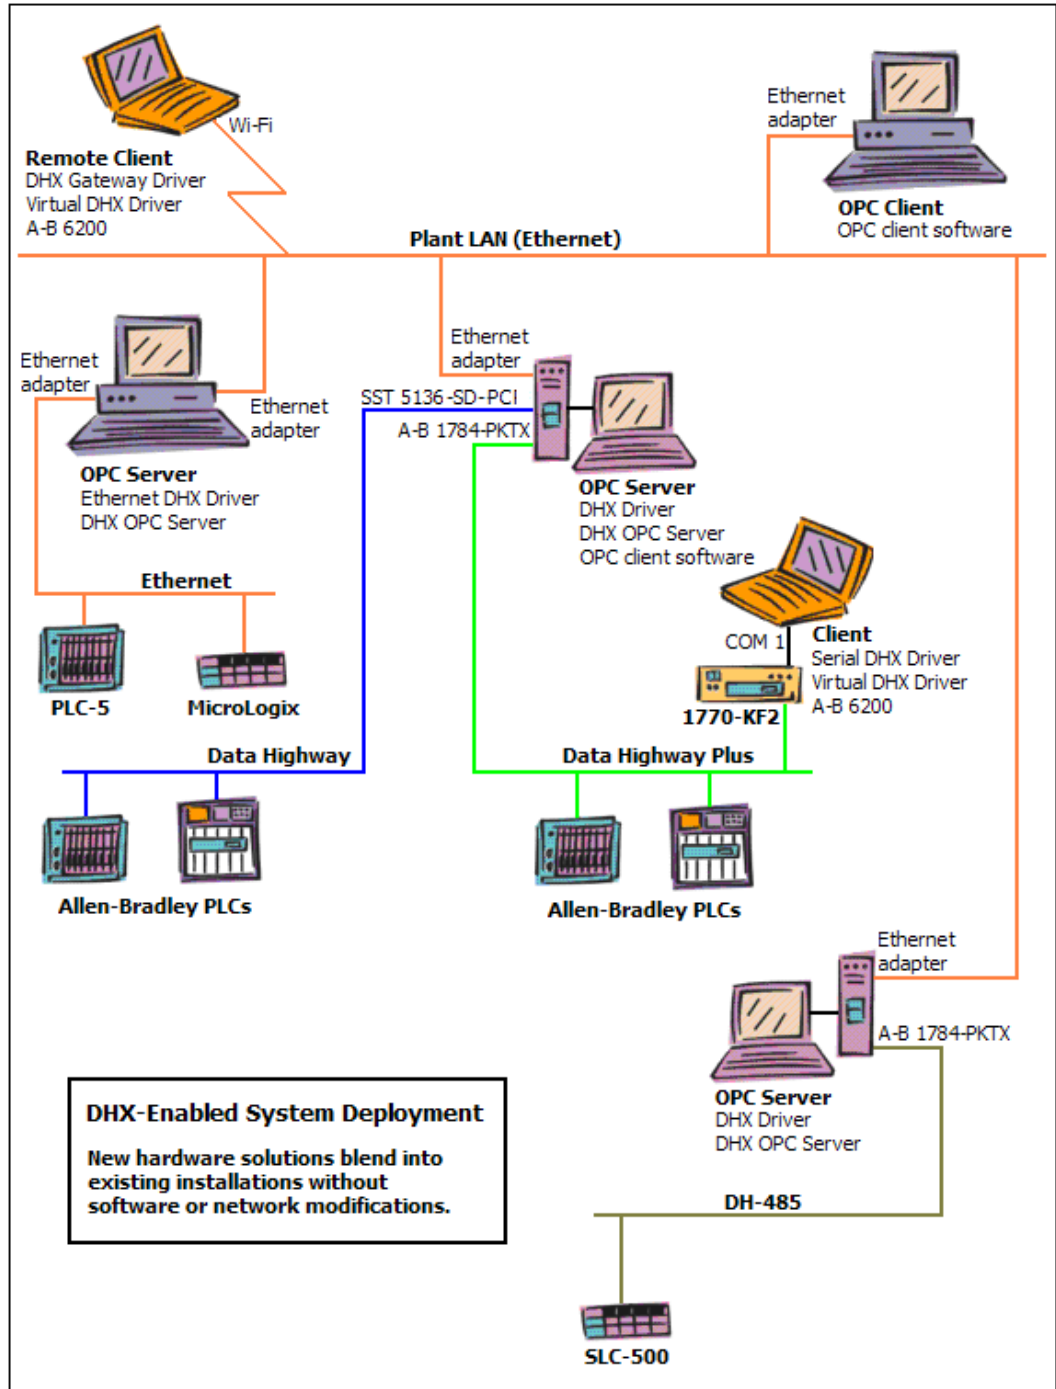 Wi-Fi
Remote Client
DHX Gateway Driver
Virtual DHX Driver
A-B 6200
Ethernet
adapter
OPC Client
OPC client software
Plant LAN (Ethernet)
Ethernet
adapter
Ethernet
adapter
OPC Server
Ethernet DHX Driver
DHX OPC Server
Ethernet
adapter
SST 5136-SD-PCI
A-B 1784-PKTX
OPC Server
DHX Driver
DHX OPC Server
OPC client software
Ethernet
PLC-5
MicroLogix
COM 1
Client
Serial DHX Driver
Virtual DHX Driver
A-B 6200
1770-KF2
Data Highway
Data Highway Plus
Allen-Bradley PLCs
Allen-Bradley PLCs
Ethernet
adapter
A-B 1784-PKTX
OPC Server
DHX Driver
DHX OPC Server
DHX-Enabled System Deployment
New hardware solutions blend into
existing installations without
software or network modifications.
DH-485
SLC-500